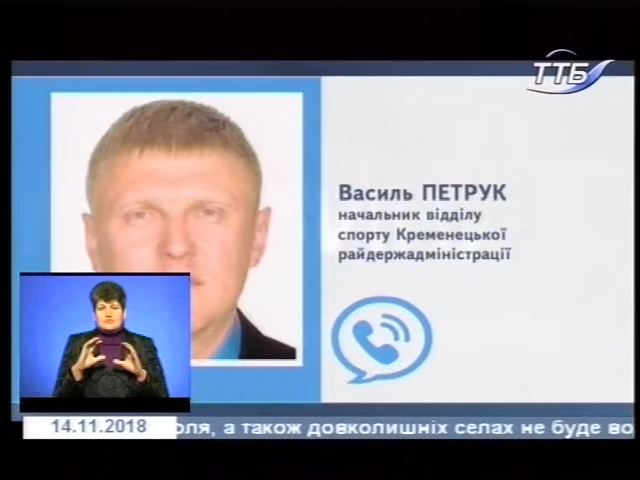 ТТБ
Василь ПЕТРУК
начальник відділу
спорту Кременецької
райдержадміністрації
14.11.2018
оля, а також довколишніх селах не буде во